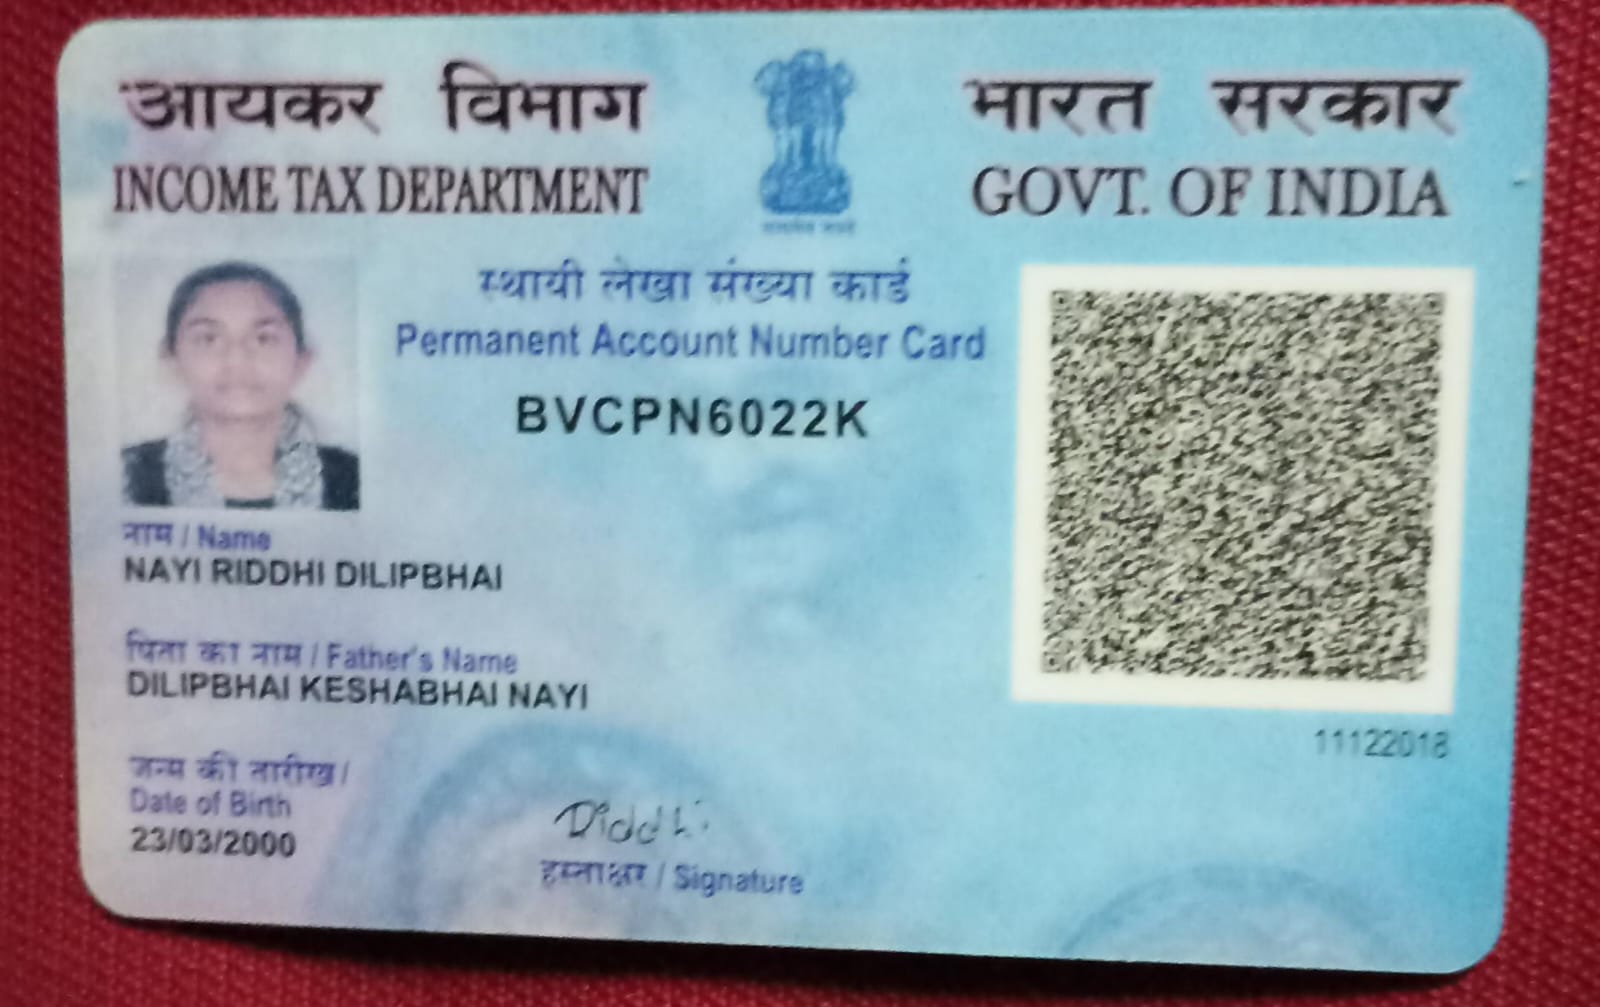 आयकर विभाग
INCOME TAX DEPARTMENT
भारत सरकार
GOVT. OF INDIA
स्थायी लेखा संख्या कार्ड
Permanent Account Number Card
BVCPN6022K
नाम / Name
NAYI RIDDHI DILIPBHAI
पिता का नाम / Father's Name
DILIPBHAI KESHABHAI NAYI
जन्म की तारीख /
Date of Birth
23/03/2000
Riddhi
हस्ताक्षर / Signature
11122018